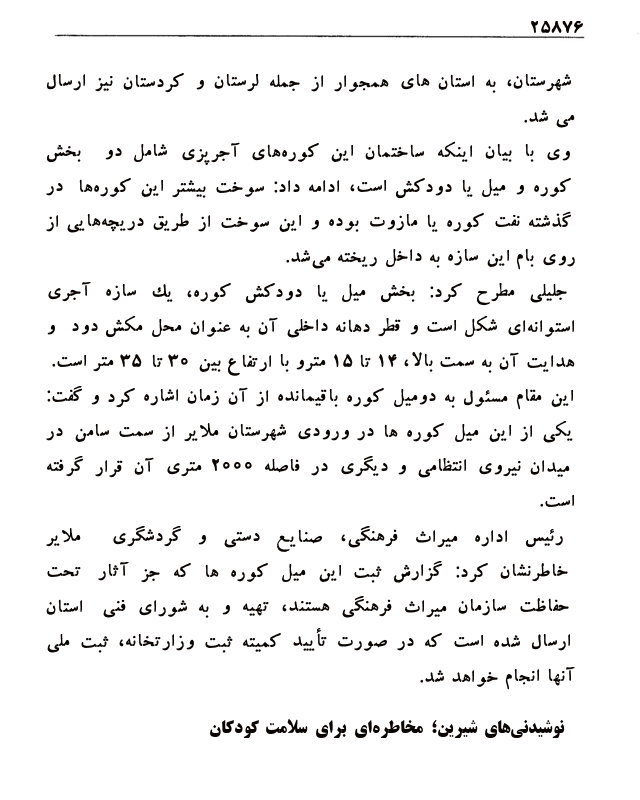 ۲۵۸۷۶
شهرستان، به استان های همجوار از جمله لرستان و کردستان نیز ارسال
می شد.
وی با بیان اینکه ساختمان این کوره‌های آجرپزی شامل دو بخش
کوره و میل یا دودکش است، ادامه داد: سوخت بیشتر این کوره‌ها در
گذشته نفت کوره یا مازوت بوده و این سوخت از طریق دریچه‌هایی از
روی بام این سازه به داخل ریخته می‌شد.
جلیلی مطرح کرد: بخش میل یا دودکش کوره، یك سازه آجری
استوانه‌ای شکل است و قطر دهانه داخلی آن به عنوان محل مکش دود و
هدایت آن به سمت بالا، ۱۴ تا ۱۵ مترو با ارتفاع بین ۳۰ تا ۳۵ متر است.
این مقام مسئول به دومیل کوره باقیمانده از آن زمان اشاره کرد و گفت:
یکی از این میل کوره ها در ورودی شهرستان ملایر از سمت سامن در
میدان نیروی انتظامی و دیگری در فاصله ۲۰۰۰ متری آن قرار گرفته
است.
رئیس اداره میراث فرهنگی، صنایع دستی و گردشگری ملایر
خاطرنشان کرد: گزارش ثبت این میل کوره ها که جز آثار تحت
حفاظت سازمان میراث فرهنگی هستند، تهیه و به شورای فنی استان
ارسال شده است که در صورت تأیید کمیته ثبت وزارتخانه، ثبت ملی
آنها انجام خواهد شد.
نوشیدنی‌های شیرین؛ مخاطره‌ای برای سلامت کودکان